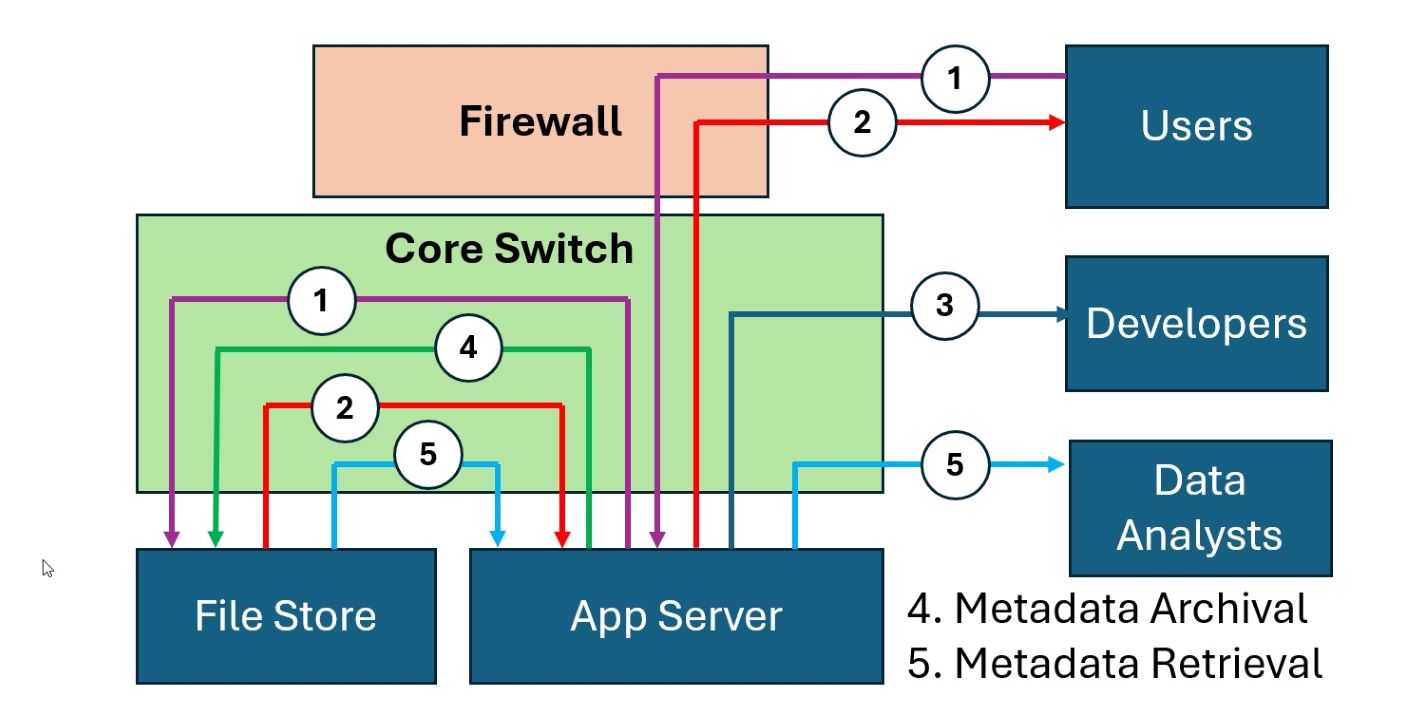 1
Firewall
2
Users
Core Switch
1
3
4
Developers
2
5
5
Data
Analysts
File Store
App Server
4. Metadata Archival
5. Metadata Retrieval